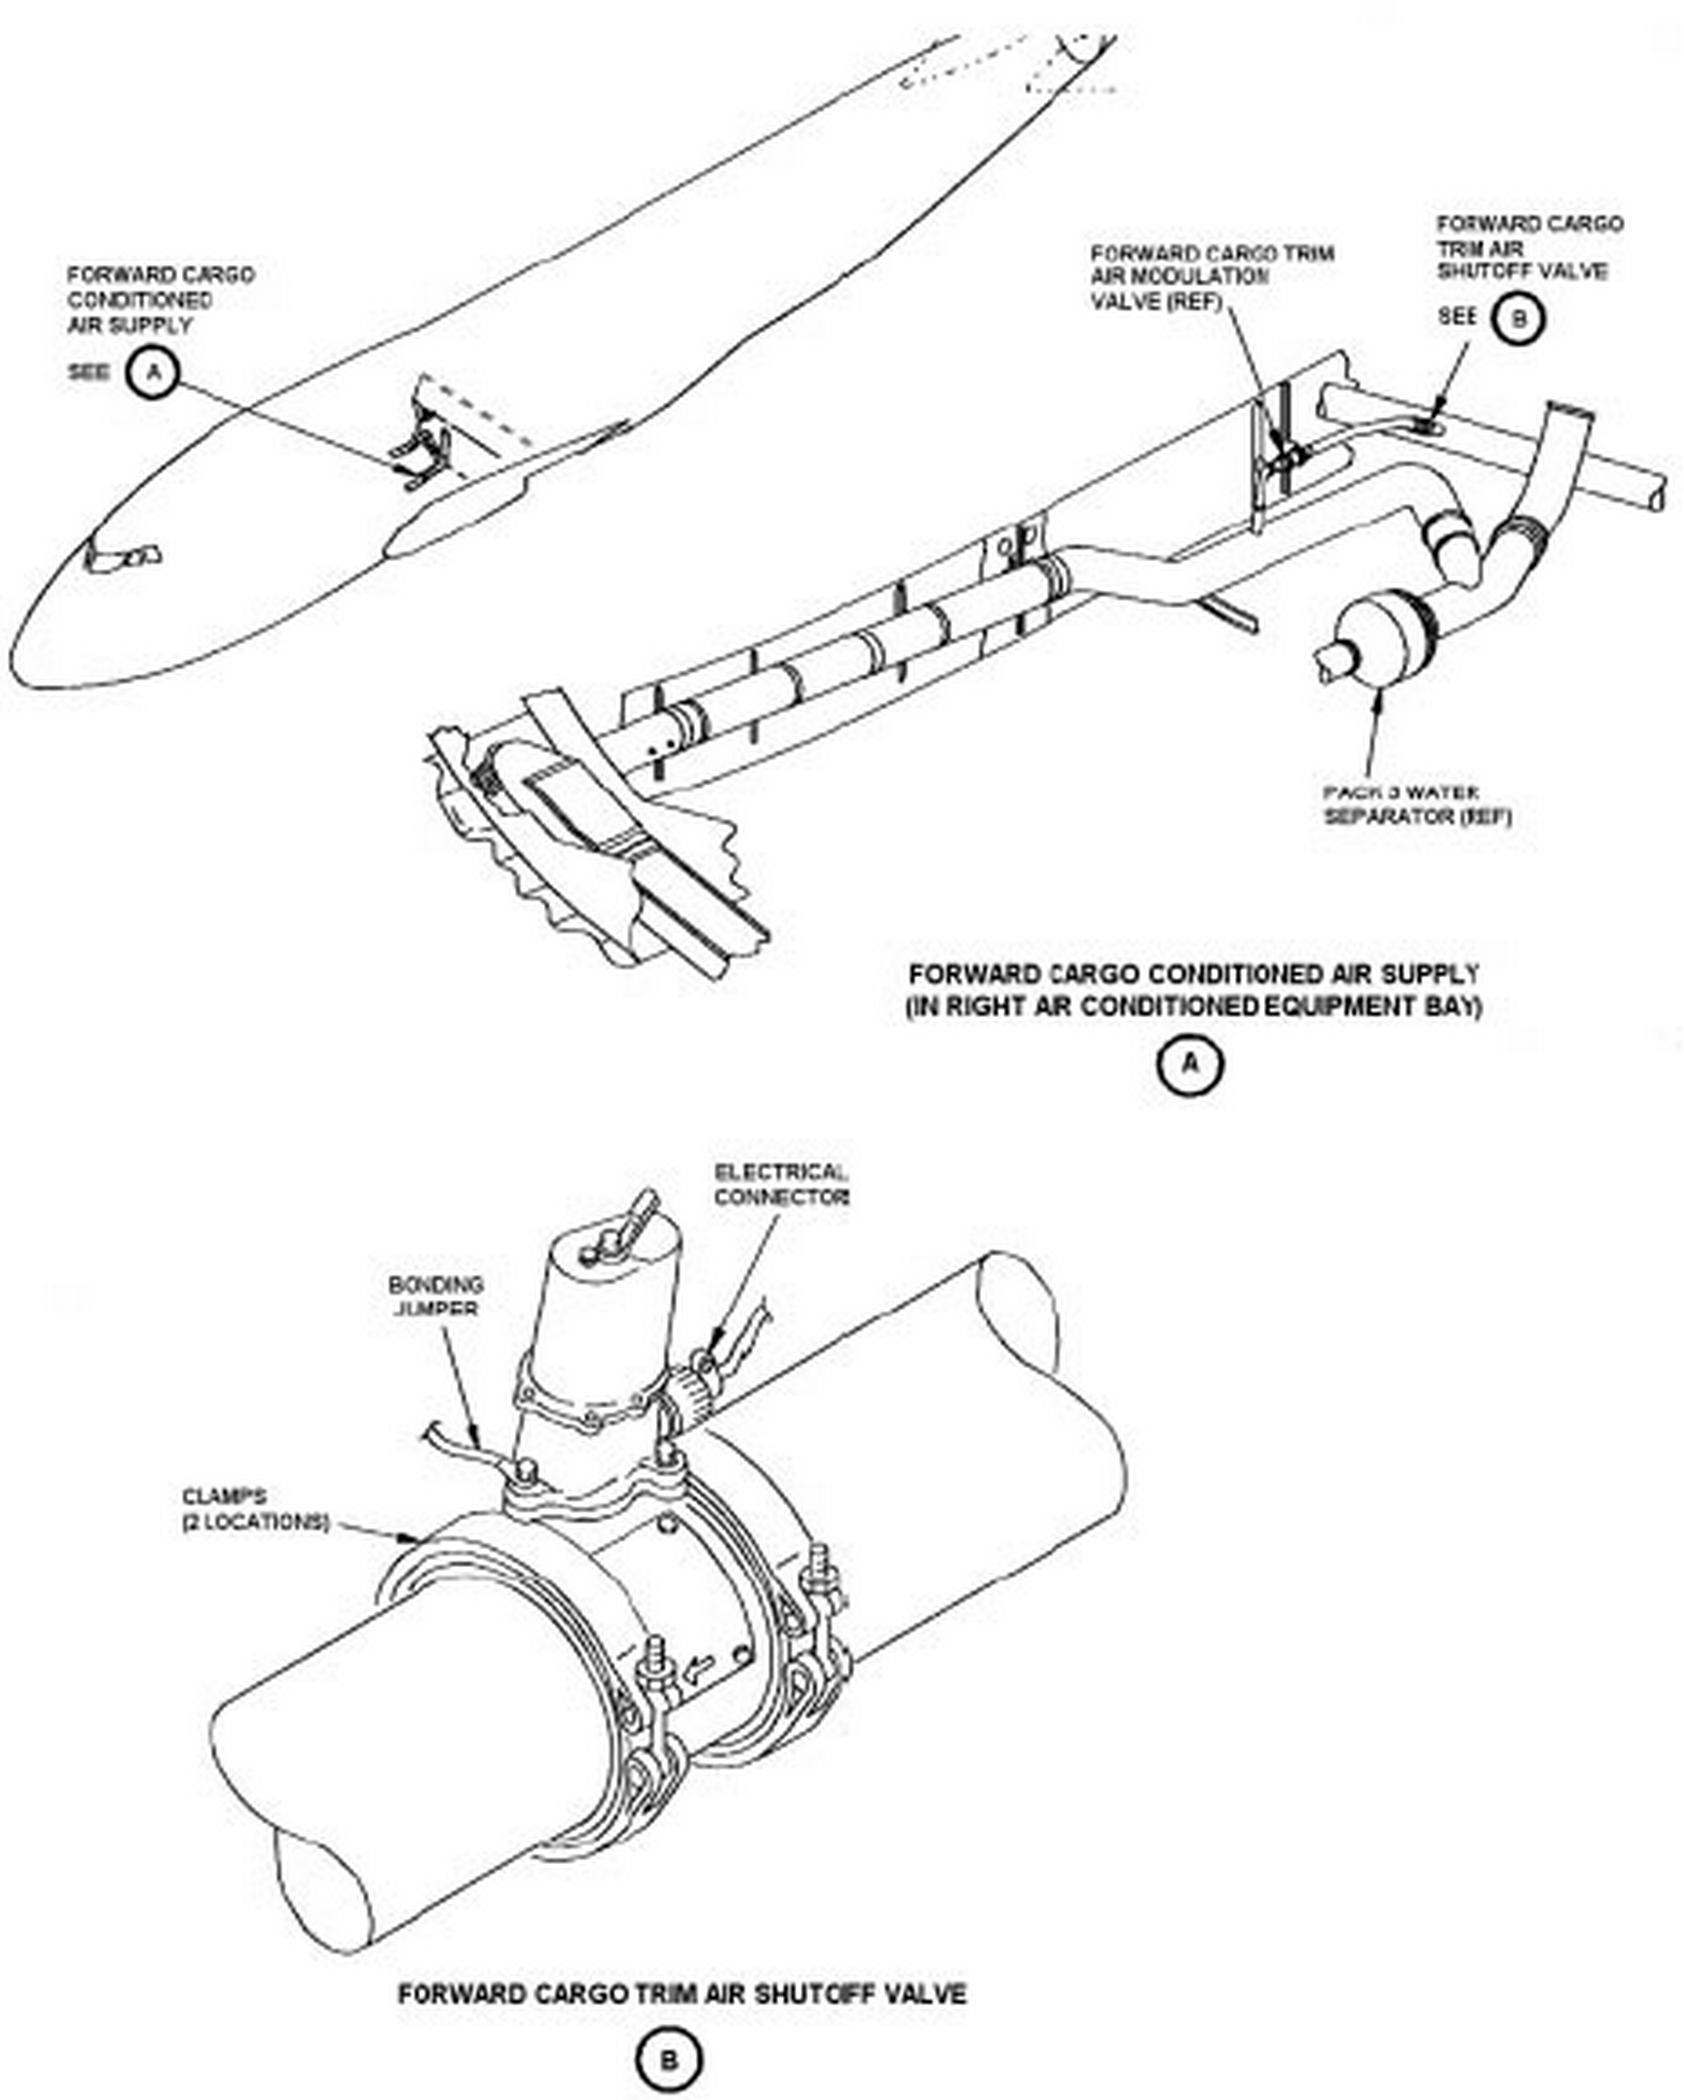 FORWARD CARGO
CONDITIONED
AIR SUPPLY
SEE A
FORWARD CARGO TRIM
AIR MODULATION
VALVE (REF)
FORWARD CARGO
TRIM AIR
SHUTOFF VALVE
SEE B
PACK 3 WATER
SEPARATOR (REF)
FORWARD CARGO CONDITIONED AIR SUPPLY
(IN RIGHT AIR CONDITIONED EQUIPMENT BAY)
A
ELECTRICAL
CONNECTOR
BONDING
JUMPER
CLAMPS
(2 LOCATIONS)
FORWARD CARGO TRIM AIR SHUTOFF VALVE
B